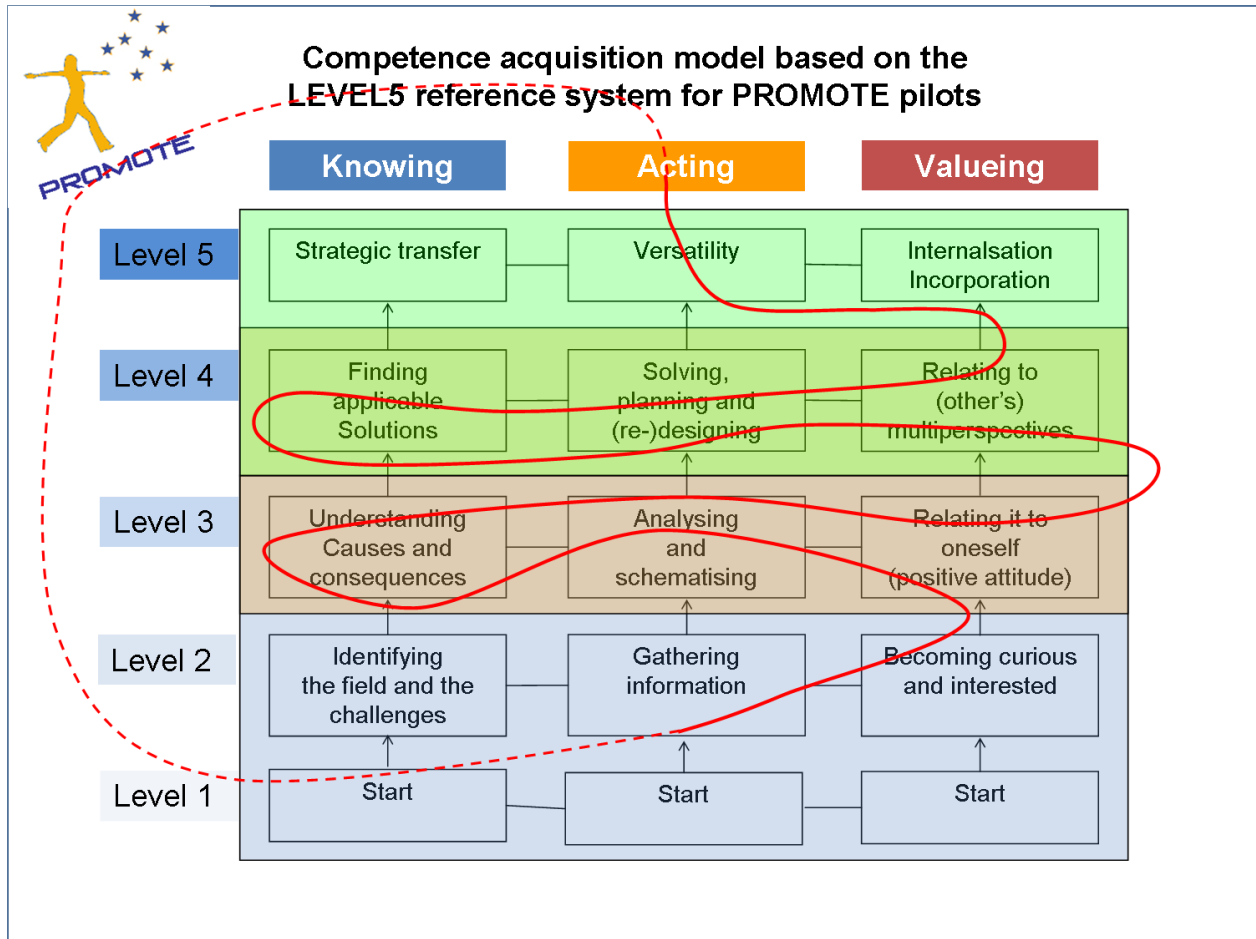 Competence acquisition model based on the
LEVEL5 reference system for PROMOTE pilots
PROMOTE
Knowing
Acting
Valueing
Level 5
Strategic transfer
Versatility
Internalsation
Incorporation
Level 4
Finding
applicable
Solutions
Solving,
planning and
(re-)designing
Relating to
(other's)
multiperspectives
Level 3
Understanding
Causes and
consequences
Analysing
and
schematising
Relating it to
oneself
(positive attitude)
Level 2
Identifying
the field and the
challenges
Gathering
information
Becoming curious
and interested
Level 1
Start
Start
Start